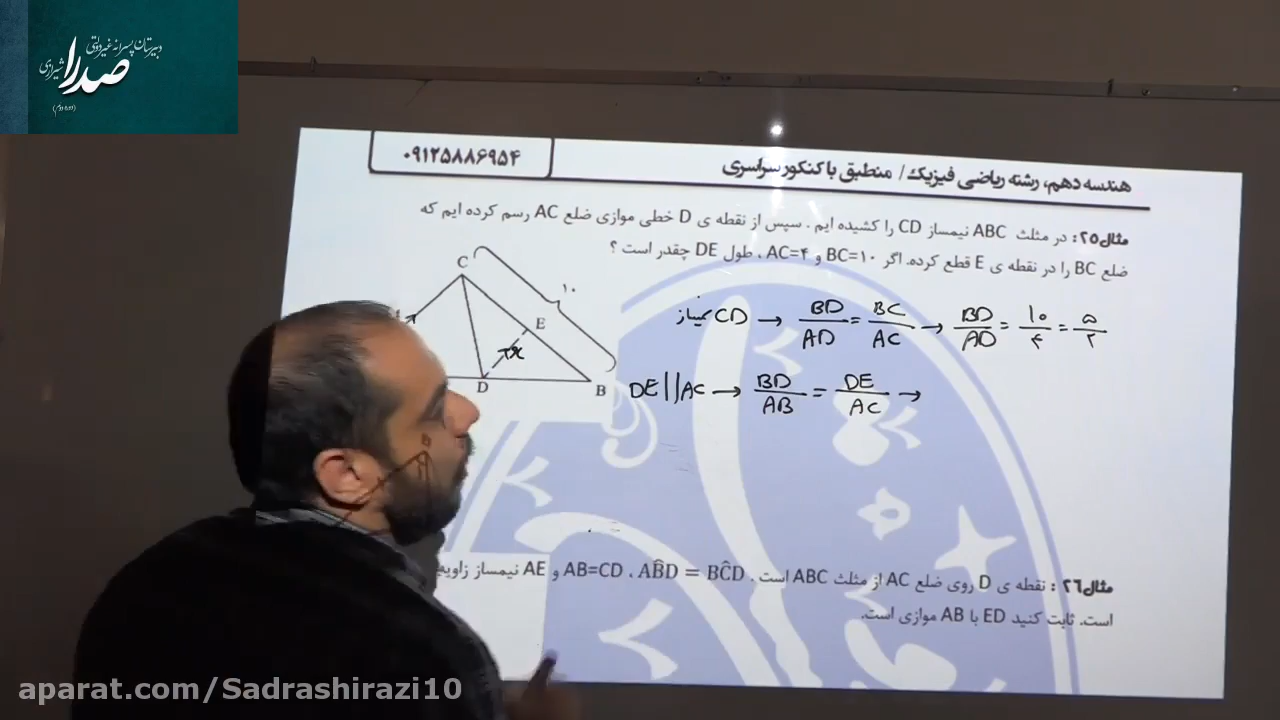 دبیرستان پسرانه غیردولتی
صدرا شیرازی
(دوره دوم)
هندسه دهم، رشته ریاضی فیزیک / منطبق با کنکور سراسری
۰۹۱۲۵۸۸۶۹۵۴
مثال۲۵: در مثلث ABC نیمساز CD را کشیده ایم . سپس از نقطه ی D خطی موازی ضلع AC رسم کرده ایم که
ضلع BC را در نقطه ی E قطع کرده. اگر BC=۱۰ و AC=۴ ، طول DE چقدر است ؟
C
۱۰
E
x
D
B
نیمساز CD → BD/AD = BC/AC → BD/AD = ۱۰/۴ = ۵/۲
DE||AC → BD/AB = DE/AC →
مثال۲۶ : نقطه ی D روی ضلع AC از مثلث ABC است . AB̂D = BĈD ، AB=CD و AE نیمساز زاویه
است. ثابت کنید ED با AB موازی است.
aparat.com/Sadrashirazi10